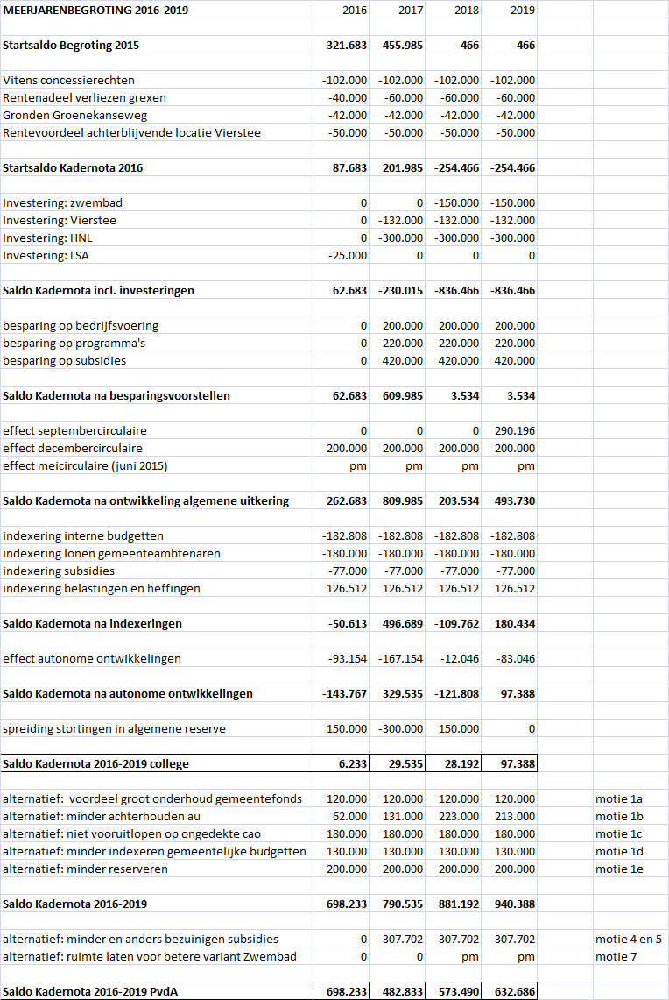 MEERJARENBEGROTING 2016-2019 2016 2017 2018 2019
Startsaldo Begroting 2015 321.683 455.985 -466 -466
Vitens concessierechten -102.000 -102.000 -102.000 -102.000
Rentenadeel verliezen grexen -40.000 -60.000 -60.000 -60.000
Gronden Groenekanseweg -42.000 -42.000 -42.000 -42.000
Rentevoordeel achterblijvende locatie Vierstee -50.000 -50.000 -50.000 -50.000
Startsaldo Kadernota 2016 87.683 201.985 -254.466 -254.466
Investering: zwembad 0 0 -150.000 -150.000
Investering: Vierstee 0 -132.000 -132.000 -132.000
Investering: HNL 0 -300.000 -300.000 -300.000
Investering: LSA -25.000 0 0 0
Saldo Kadernota incl. investeringen 62.683 -230.015 -836.466 -836.466
besparing op bedrijfsvoering 0 200.000 200.000 200.000
besparing op programma's 0 220.000 220.000 220.000
besparing op subsidies 0 420.000 420.000 420.000
Saldo Kadernota na besparingsvoorstellen 62.683 609.985 3.534 3.534
effect septembercirculaire 0 0 0 290.196
effect decembercirculaire 200.000 200.000 200.000 200.000
effect meicirculaire (juni 2015) pm pm pm pm
Saldo Kadernota na ontwikkeling algemene uitkering 262.683 809.985 203.534 493.730
indexering interne budgetten -182.808 -182.808 -182.808 -182.808
indexering lonen gemeenteambtenaren -180.000 -180.000 -180.000 -180.000
indexering subsidies -77.000 -77.000 -77.000 -77.000
indexering belastingen en heffingen 126.512 126.512 126.512 126.512
Saldo Kadernota na indexeringen -50.613 496.689 -109.762 180.434
effect autonome ontwikkelingen -93.154 -167.154 -12.046 -83.046
Saldo Kadernota na autonome ontwikkelingen -143.767 329.535 -121.808 97.388
spreiding stortingen in algemene reserve 150.000 -300.000 150.000 0
Saldo Kadernota 2016-2019 college 6.233 29.535 28.192 97.388
alternatief: voordeel groot onderhoud gemeentefonds 120.000 120.000 120.000 120.000 motie 1a
alternatief: minder achterhouden au 62.000 131.000 223.000 213.000 motie 1b
alternatief: niet vooruitlopen op ongedekte cao 180.000 180.000 180.000 180.000 motie 1c
alternatief: minder indexeren gemeentelijke budgetten 130.000 130.000 130.000 130.000 motie 1d
alternatief: minder reserveren 200.000 200.000 200.000 200.000 motie 1e
Saldo Kadernota 2016-2019 698.233 790.535 881.192 940.388
alternatief: minder en anders bezuinigen subsidies 0 -307.702 -307.702 -307.702 motie 4 en 5
alternatief: ruimte laten voor betere variant Zwembad 0 0 pm pm motie 7
Saldo Kadernota 2016-2019 PvdA 698.233 482.833 573.490 632.686